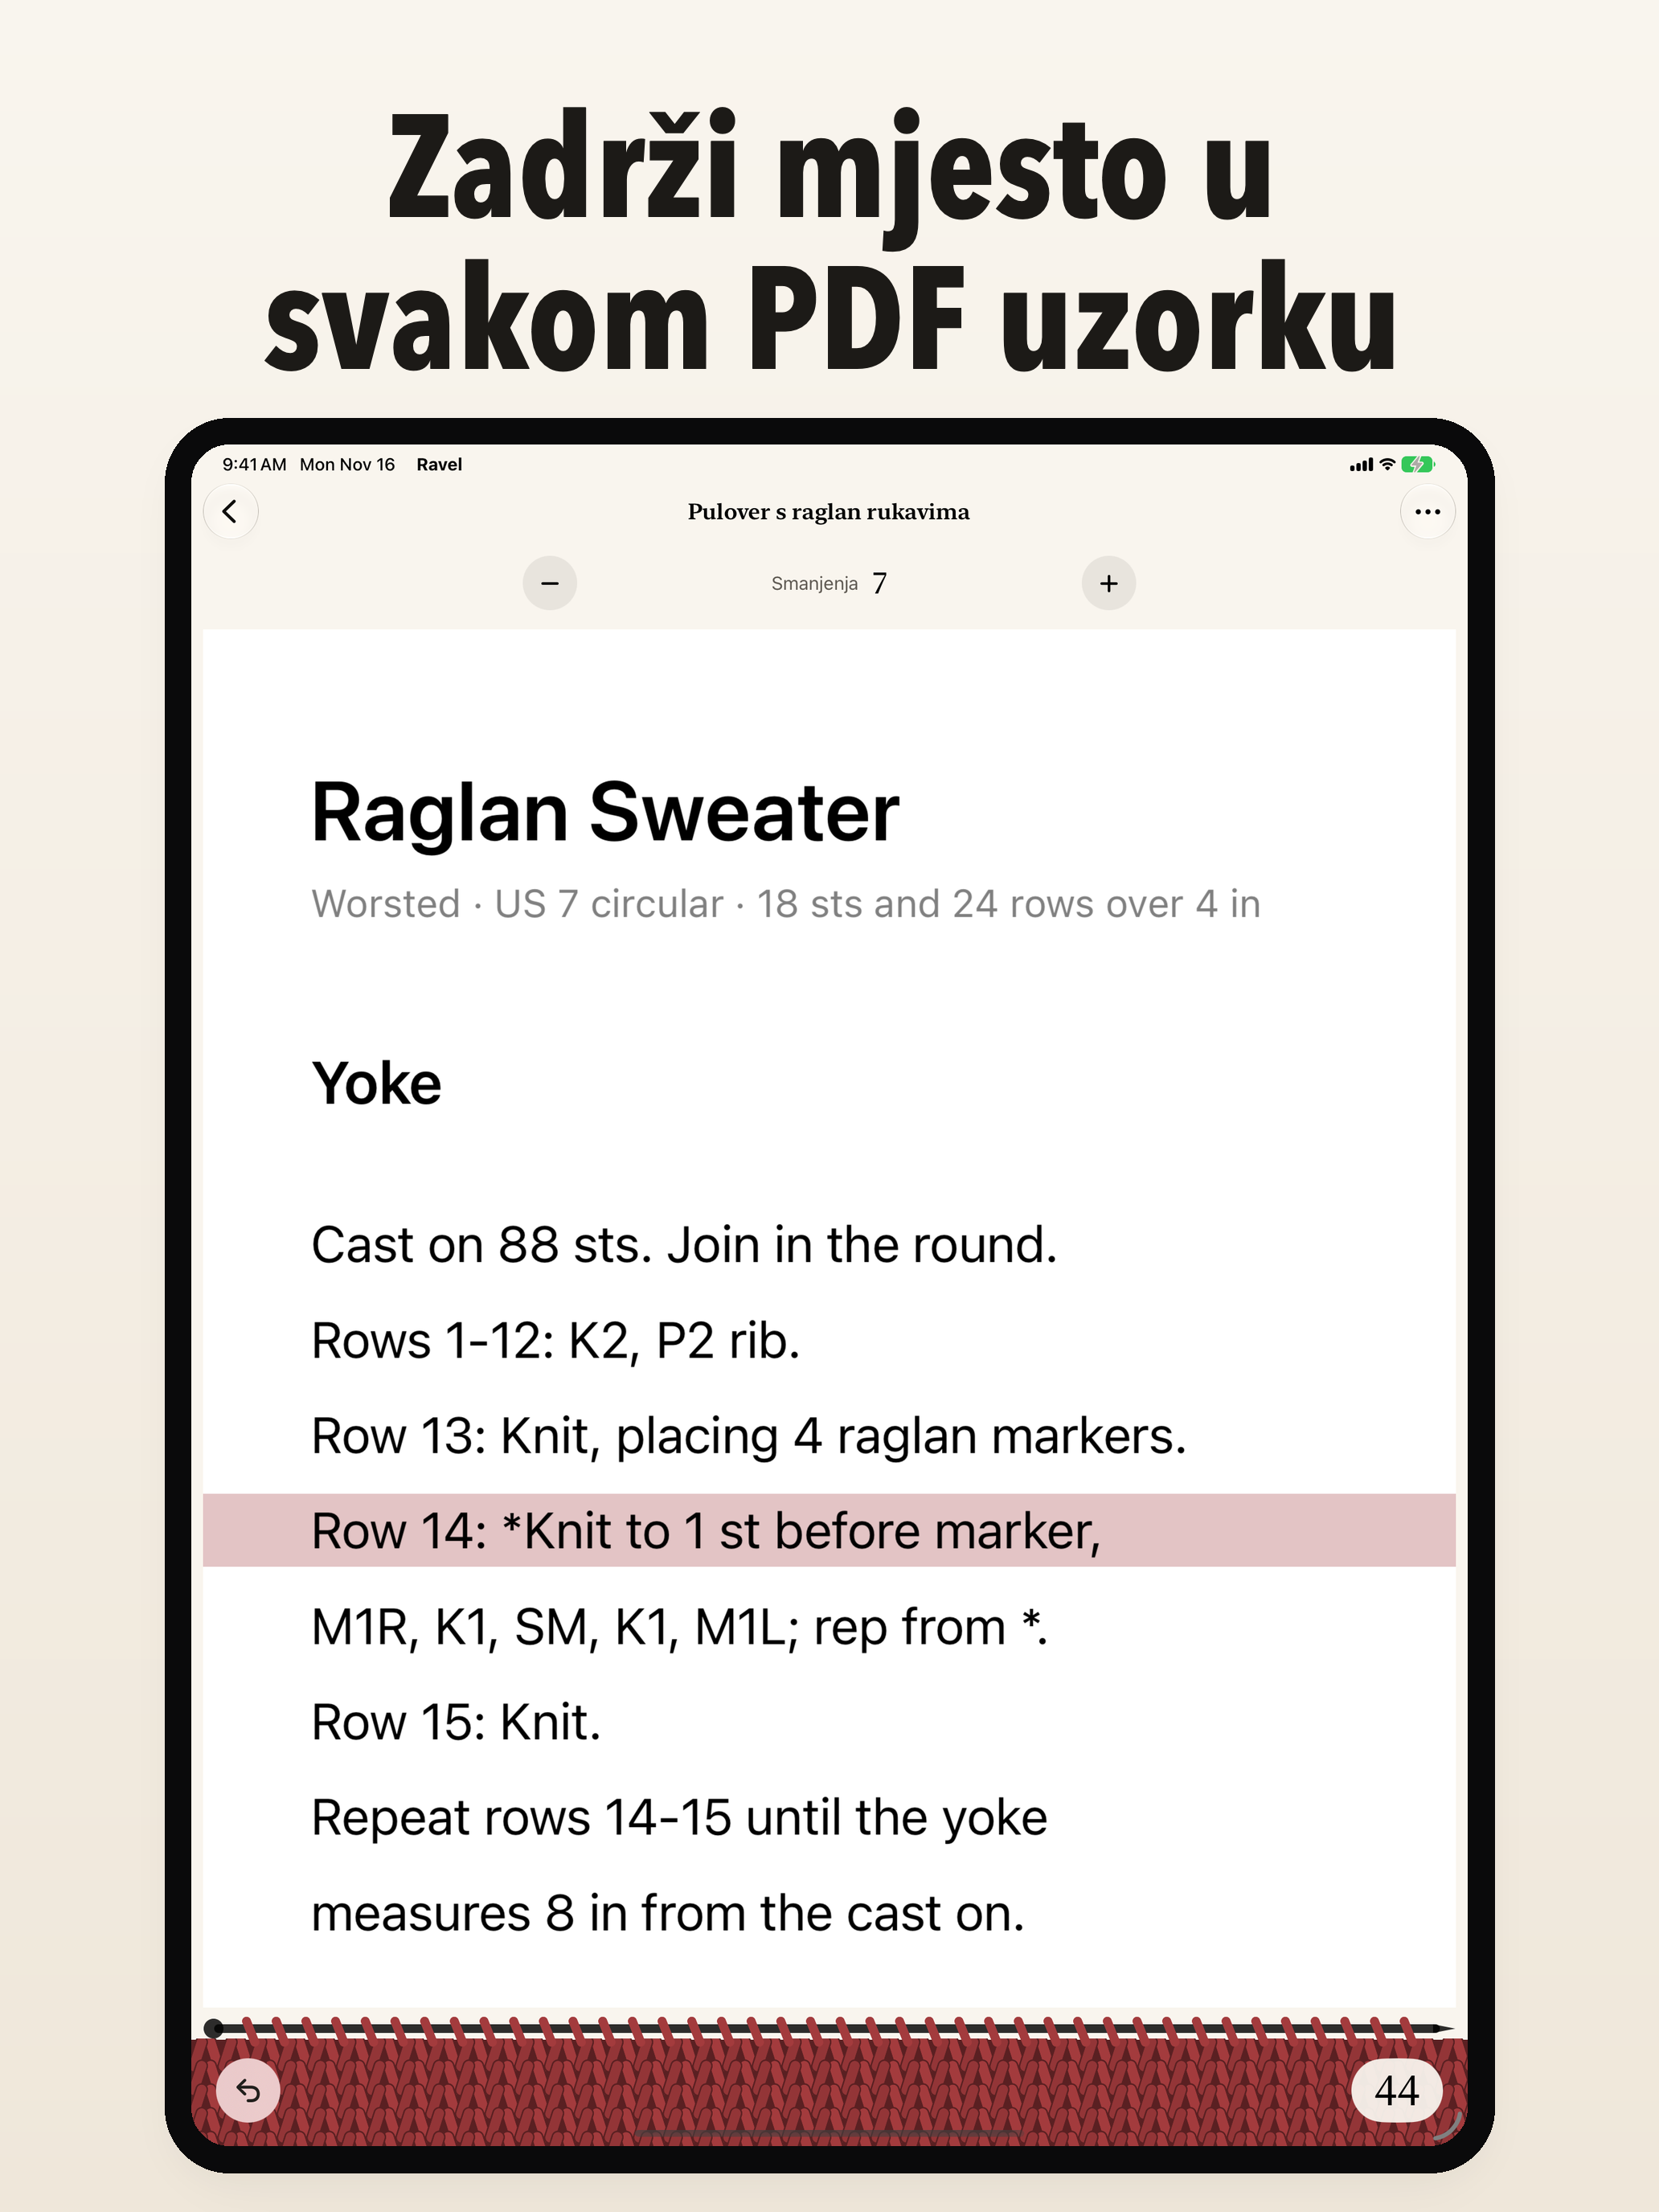 Zadrži mjesto u
svakom PDF uzorku
9:41 AM Mon Nov 16 Ravel
Pulover s raglan rukavima
− Smanjenja 7 +
Raglan Sweater
Worsted · US 7 circular · 18 sts and 24 rows over 4 in
Yoke
Cast on 88 sts. Join in the round.
Rows 1-12: K2, P2 rib.
Row 13: Knit, placing 4 raglan markers.
Row 14: *Knit to 1 st before marker,
M1R, K1, SM, K1, M1L; rep from *.
Row 15: Knit.
Repeat rows 14-15 until the yoke
measures 8 in from the cast on.
44